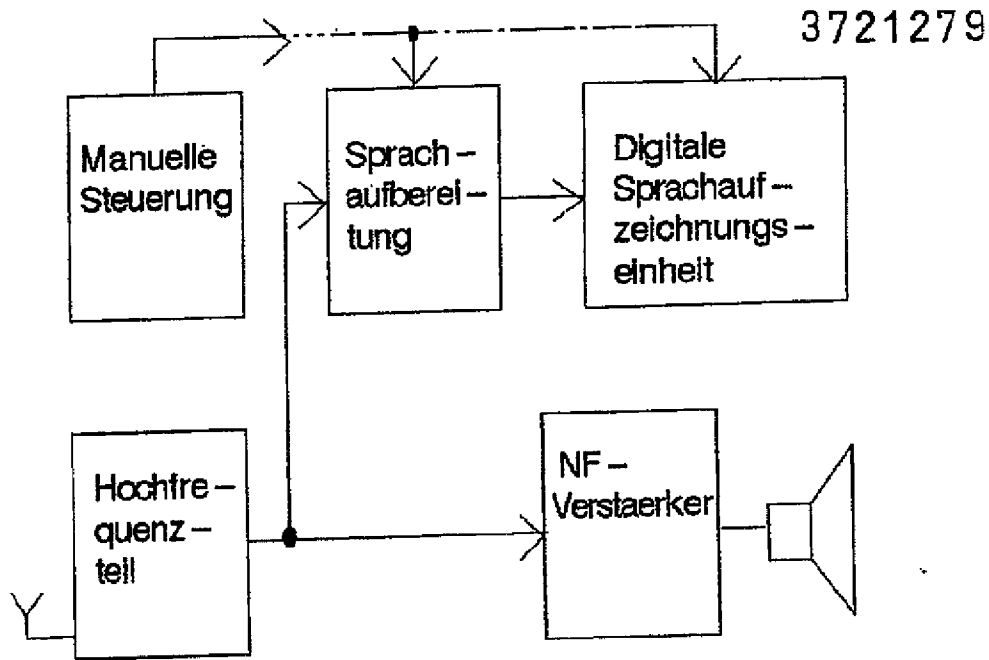 3721279
Manuelle
Steuerung
Sprach –
aufberei –
tung
Digitale
Sprachauf –
zeichnungs –
einheit
Hochfre –
quenz –
teil
NF –
Verstaerker